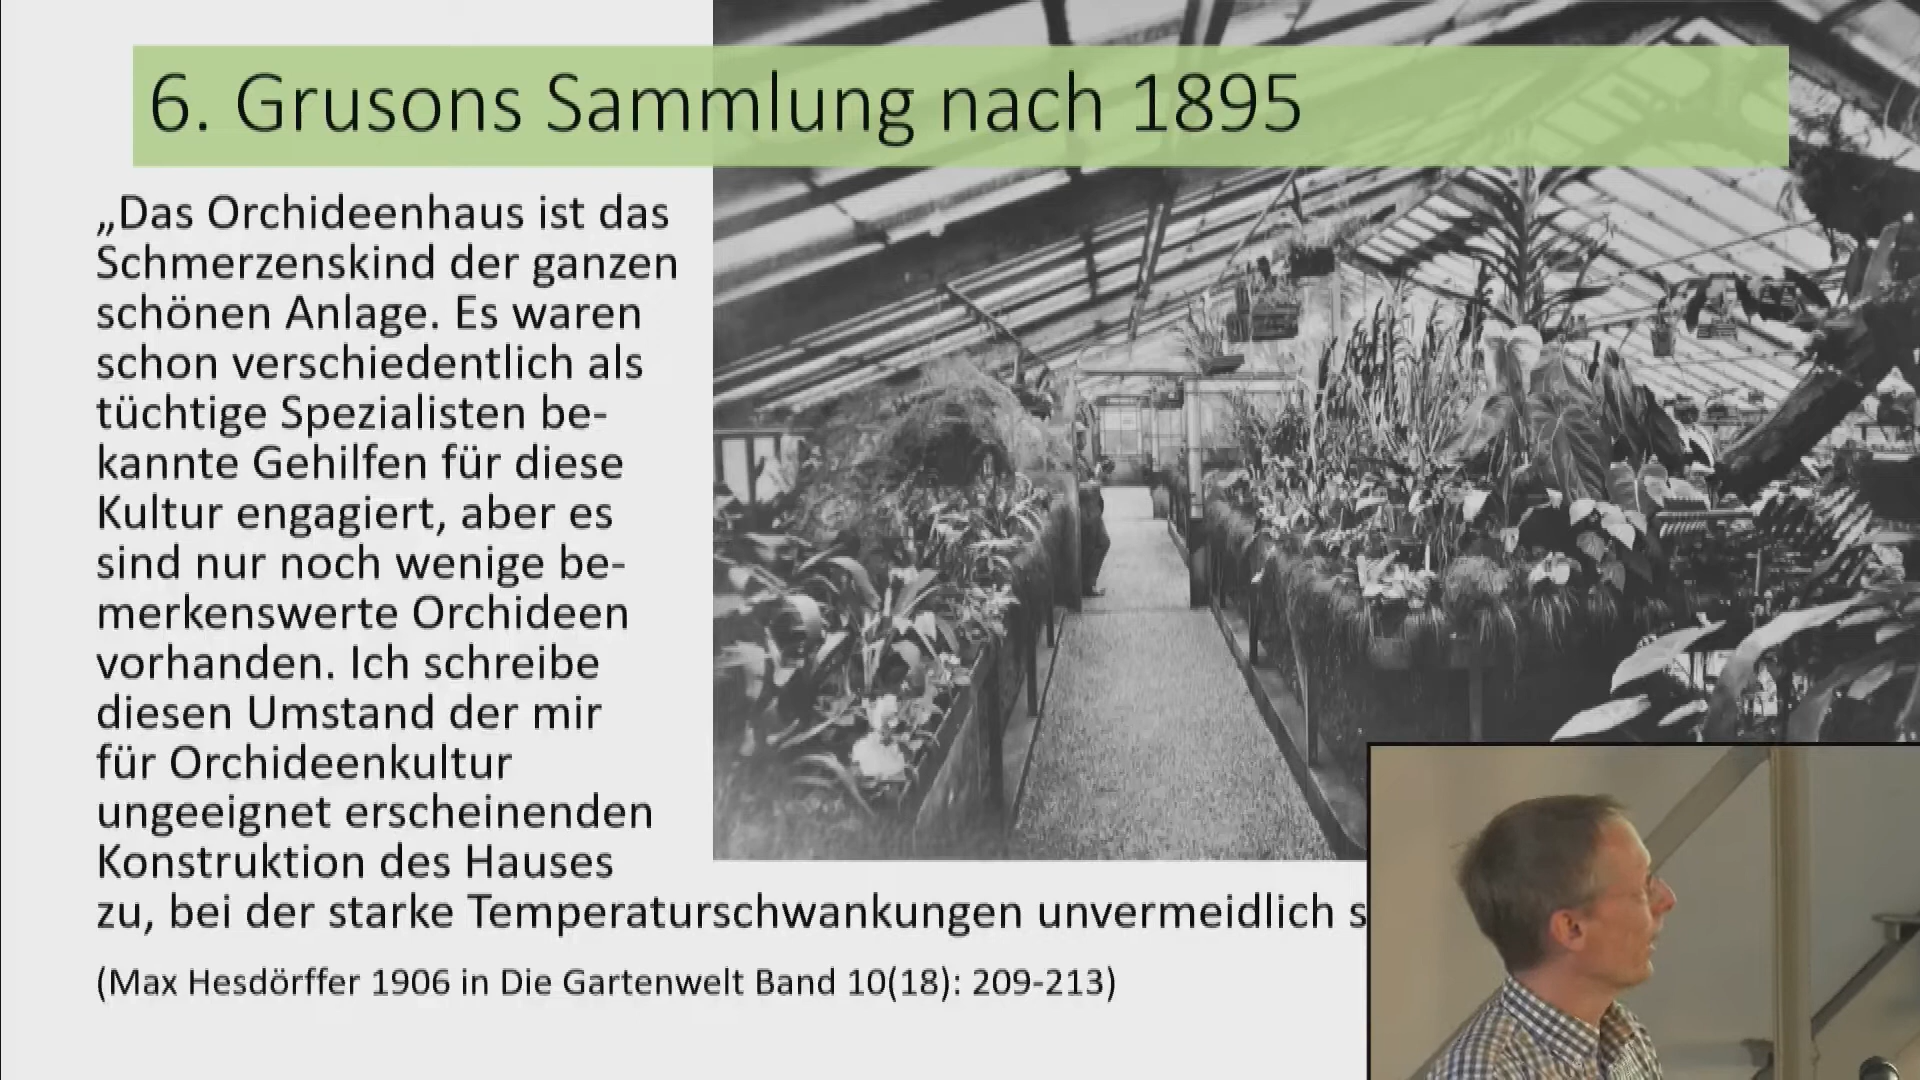 6. Grusons Sammlung nach 1895
„Das Orchideenhaus ist das
Schmerzenskind der ganzen
schönen Anlage. Es waren
schon verschiedentlich als
tüchtige Spezialisten be-
kannte Gehilfen für diese
Kultur engagiert, aber es
sind nur noch wenige be-
merkenswerte Orchideen
vorhanden. Ich schreibe
diesen Umstand der mir
für Orchideenkultur
ungeeignet erscheinenden
Konstruktion des Hauses
zu, bei der starke Temperaturschwankungen unvermeidlich
(Max Hesdörffer 1906 in Die Gartenwelt Band 10(18): 209-213)